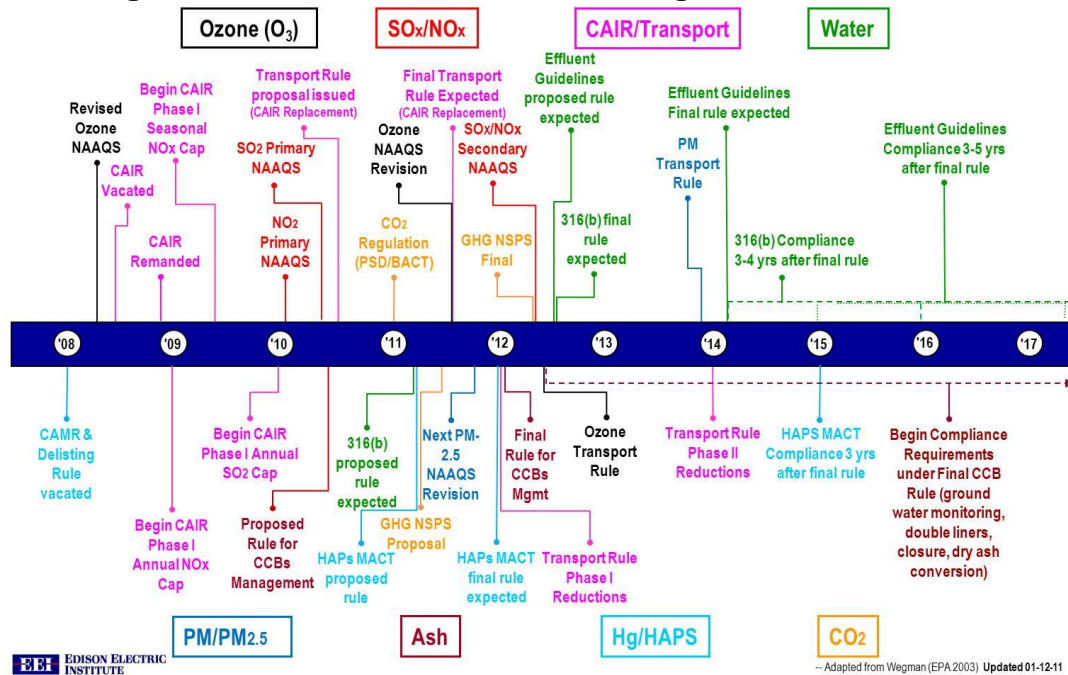 Ozone (O3)
SOx/NOx
CAIR/Transport
Water
Revised
Ozone
NAAQS
CAIR
Vacated
Begin CAIR
Phase I
Seasonal
NOx Cap
CAIR
Remanded
SO2 Primary
NAAQS
NO2
Primary
NAAQS
Transport Rule
proposal issued
(CAIR Replacement)
Ozone
NAAQS
Revision
CO2
Regulation
(PSD/BACT)
Final Transport
Rule Expected
(CAIR Replacement)
SOx/NOx
Secondary
NAAQS
GHG NSPS
Final
Effluent
Guidelines
proposed rule
expected
316(b) final
rule
expected
PM
Transport
Rule
Effluent Guidelines
Final rule expected
316(b) Compliance
3-4 yrs after final rule
Effluent Guidelines
Compliance 3-5 yrs
after final rule
'08
'09
'10
'11
'12
'13
'14
'15
'16
'17
CAMR &
Delisting
Rule
vacated
Begin CAIR
Phase I
Annual NOx
Cap
Begin CAIR
Phase I Annual
SO2 Cap
Proposed
Rule for
CCBs
Management
316(b)
proposed
rule
expected
HAPs MACT
proposed
rule
GHG NSPS
Proposal
Next PM-
2.5
NAAQS
Revision
HAPs MACT
final rule
expected
Final
Rule for
CCBs
Mgmt
Transport Rule
Phase I
Reductions
Ozone
Transport
Rule
Transport Rule
Phase II
Reductions
HAPS MACT
Compliance 3 yrs
after final rule
Begin Compliance
Requirements
under Final CCB
Rule (ground
water monitoring,
double liners,
closure, dry ash
conversion)
PM/PM2.5
Ash
Hg/HAPS
CO2
EEI EDISON ELECTRIC
INSTITUTE
-- Adapted from Wegman (EPA 2003) Updated 01-12-11